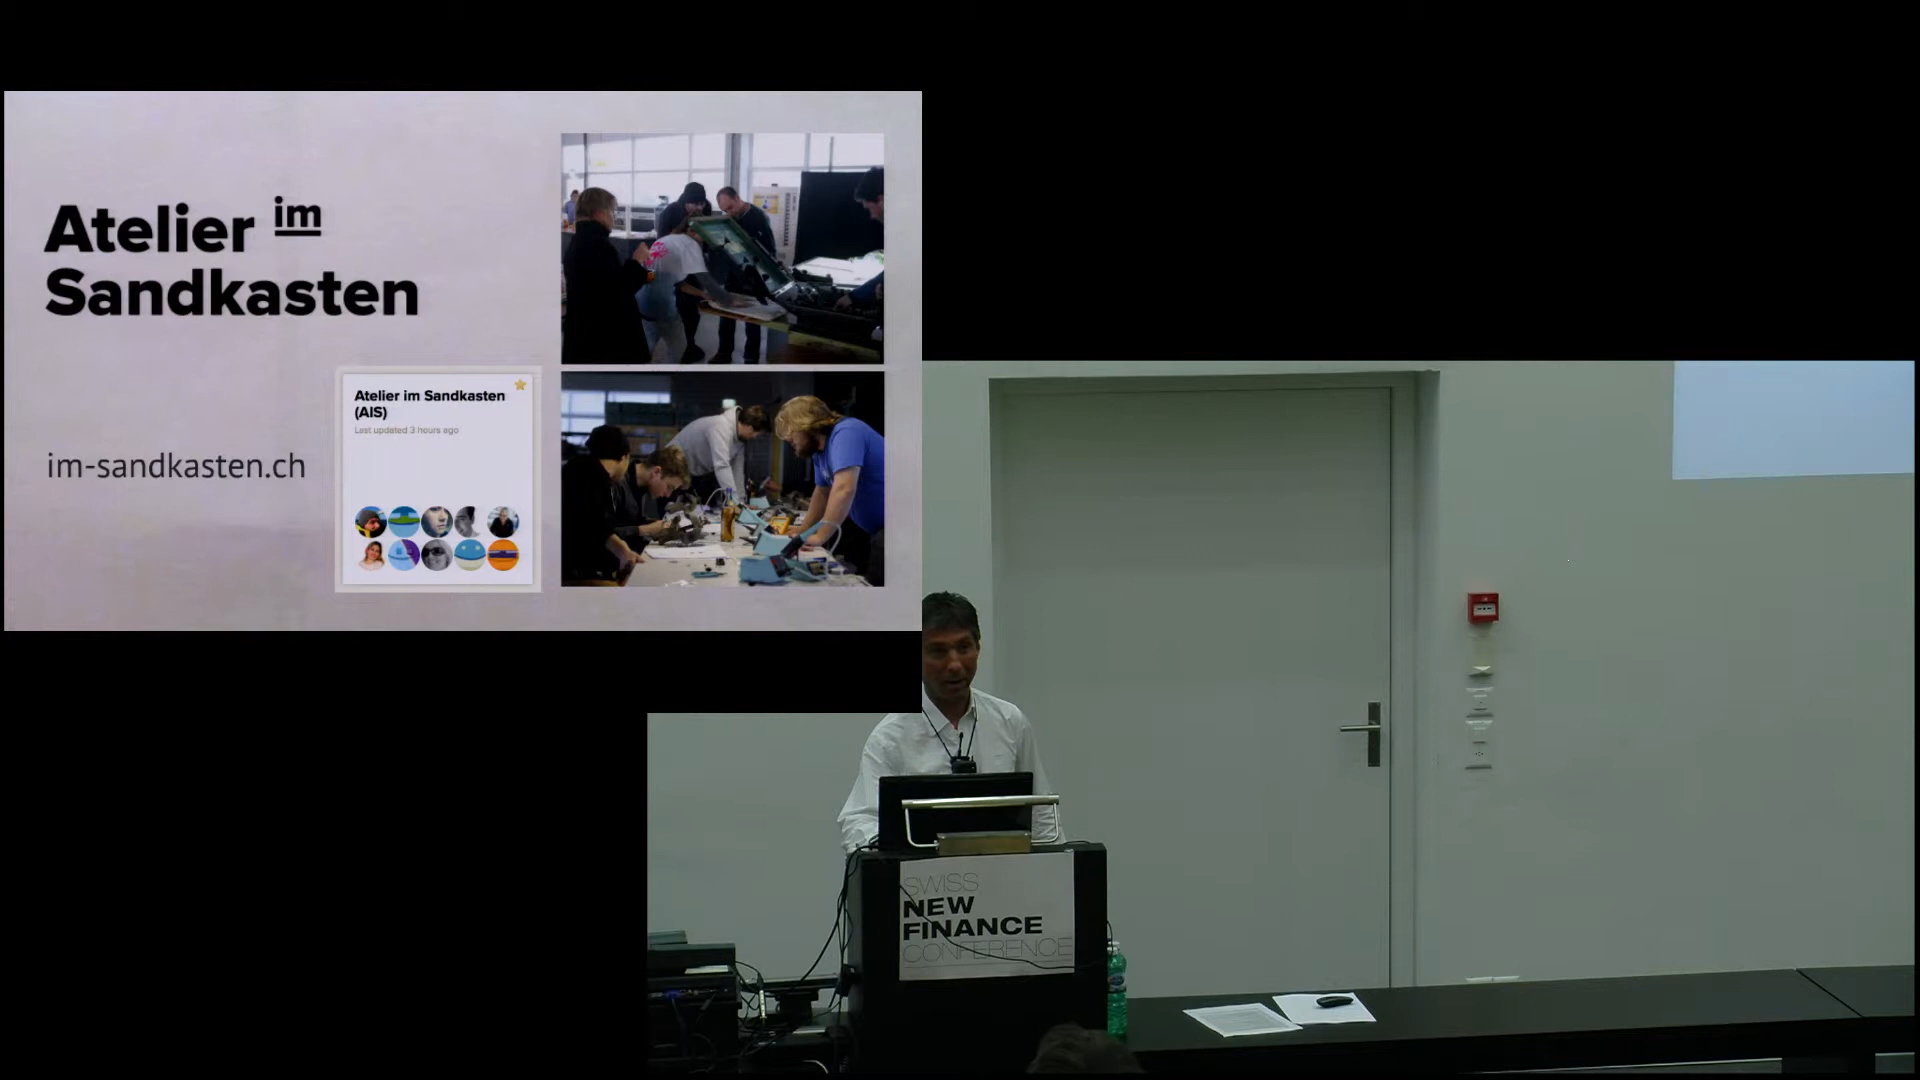 Atelier im
Sandkasten
im-sandkasten.ch
Atelier im Sandkasten
(AIS)
Last updated 3 hours ago
SWISS
NEW
FINANCE
CONFERENCE